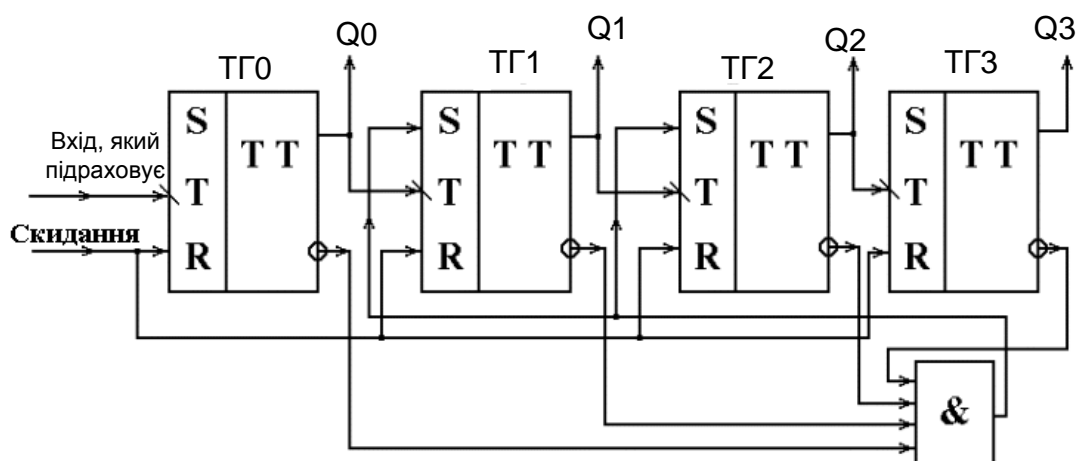 Q0
Q1
Q2
Q3
ТГ0
ТГ1
ТГ2
ТГ3
Вхід, який
підраховує
Скидання
S
T
R
T T
S
T
R
T T
S
T
R
T T
S
T
R
T T
&